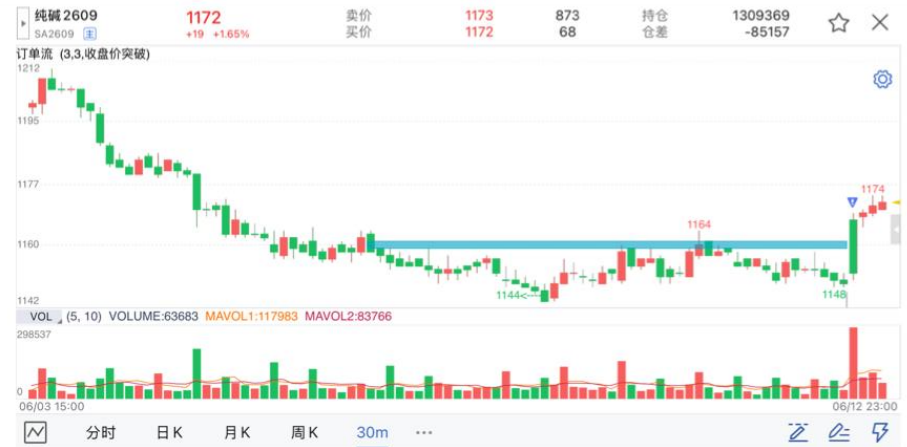 纯碱2609 1172 卖价 1173 873 持仓 1309369
SA2609 主 +19 +1.65% 买价 1172 68 仓差 -85157
订单流 (3,3,收盘价突破)
1212
1195
1177
1174
1164
1160
1144
1148
1142
VOL (5, 10) VOLUME:63683 MAVOL1:117983 MAVOL2:83766
298537
0
06/03 15:00 06/12 23:00
分时 日K 月K 周K 30m ...